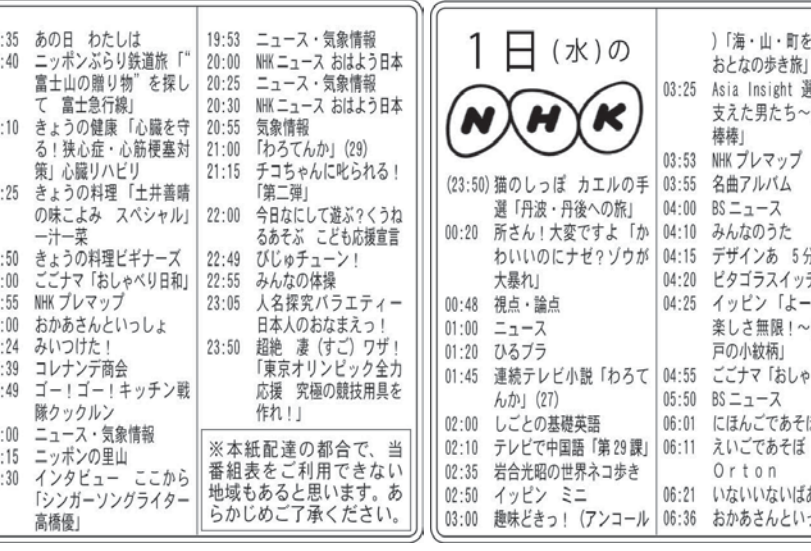 :35 あの日 わたしは
:40 ニッポンぶらり鉄道旅「“
富士山の贈り物”を探し
て 富士急行線」
:10 きょうの健康「心臓を守
る!狭心症・心筋梗塞対
策」心臓リハビリ
:25 きょうの料理「土井善晴
の味こよみ スペシャル」
一汁一菜
:50 きょうの料理ビギナーズ
:00 ごごナマ「おしゃべり日和」
:55 NHKプレマップ
:00 おかあさんといっしょ
:24 みいつけた!
:39 コレナンデ商会
:49 ゴー!ゴー!キッチン戦
隊クックルン
:00 ニュース・気象情報
:15 ニッポンの里山
:30 インタビュー ここから
「シンガーソングライター
高橋優」
19:53 ニュース・気象情報
20:00 NHKニュース おはよう日本
20:25 ニュース・気象情報
20:30 NHKニュース おはよう日本
20:55 気象情報
21:00 「わろてんか」(29)
21:15 チコちゃんに叱られる!
「第二弾」
22:00 今日なにして遊ぶ?くうね
るあそぶ こども応援宣言
22:49 びじゅチューン!
22:55 みんなの体操
23:05 人名探究バラエティー
日本人のおなまえっ!
23:50 超絶 凄(すご)ワザ!
「東京オリンピック全力
応援 究極の競技用具を
作れ!」
※本紙配達の都合で、当
番組表をご利用できない
地域もあると思います。あ
らかじめご了承ください。
1日(水)の
NHK
(23:50)猫のしっぽ カエルの手
選「丹波・丹後への旅」
00:20 所さん!大変ですよ「か
わいいのにナゼ?ゾウが
大暴れ」
00:48 視点・論点
01:00 ニュース
01:20 ひるブラ
01:45 連続テレビ小説「わろて
んか」(27)
02:00 しごとの基礎英語
02:10 テレビで中国語「第29課」
02:35 岩合光昭の世界ネコ歩き
02:50 イッピン ミニ
03:00 趣味どきっ!(アンコール
)「海・山・町を
おとなの歩き旅」
03:25 Asia Insight 選
支えた男たち〜
棒棒」
03:53 NHKプレマップ
03:55 名曲アルバム
04:00 BSニュース
04:10 みんなのうた
04:15 デザインあ 5分
04:20 ピタゴラスイッチ
04:25 イッピン「よー
楽しさ無限!〜
戸の小紋柄」
04:55 ごごナマ「おしゃ
05:50 BSニュース
06:01 にほんごであそぼ
06:11 えいごであそぼ
Orton
06:21 いないいないばあ
06:36 おかあさんといっ